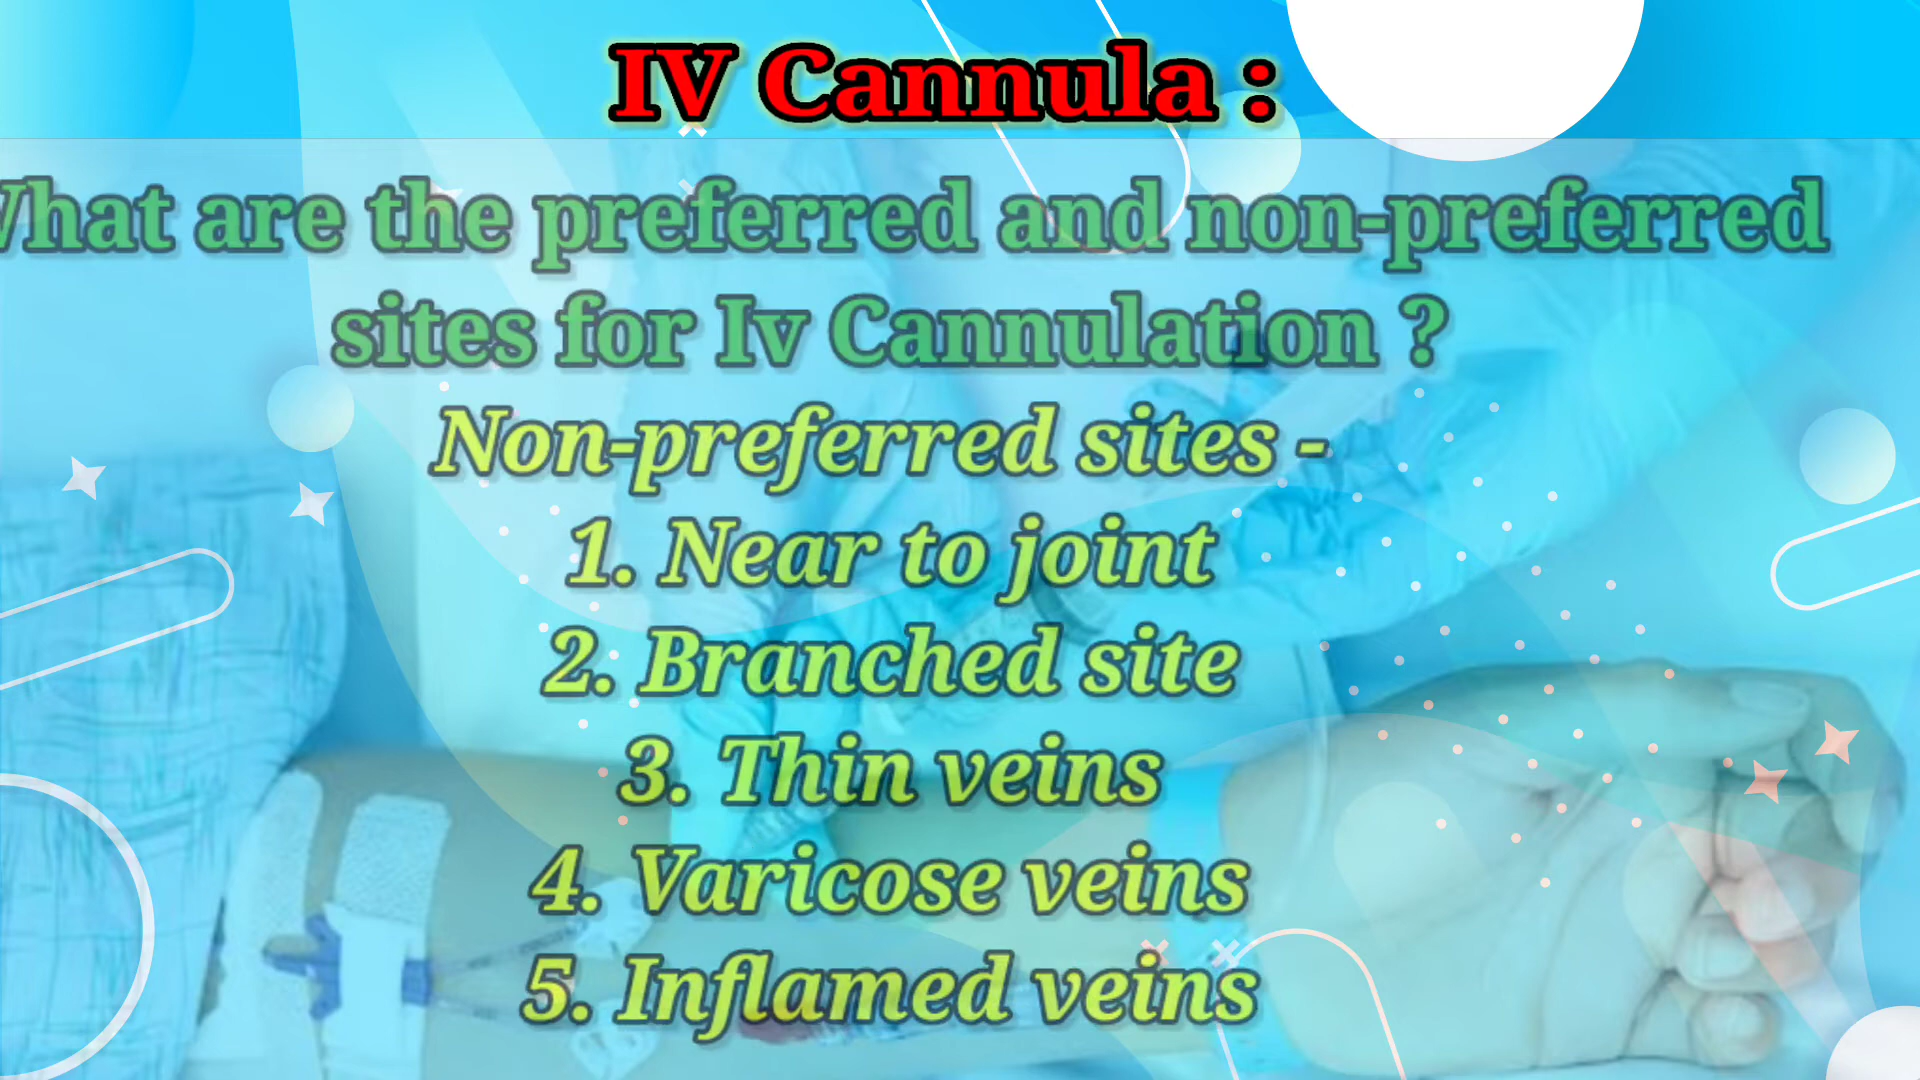 IV Cannula :
What are the preferred and non-preferred
sites for Iv Cannulation ?
Non-preferred sites -
1. Near to joint
2. Branched site
3. Thin veins
4. Varicose veins
5. Inflamed veins